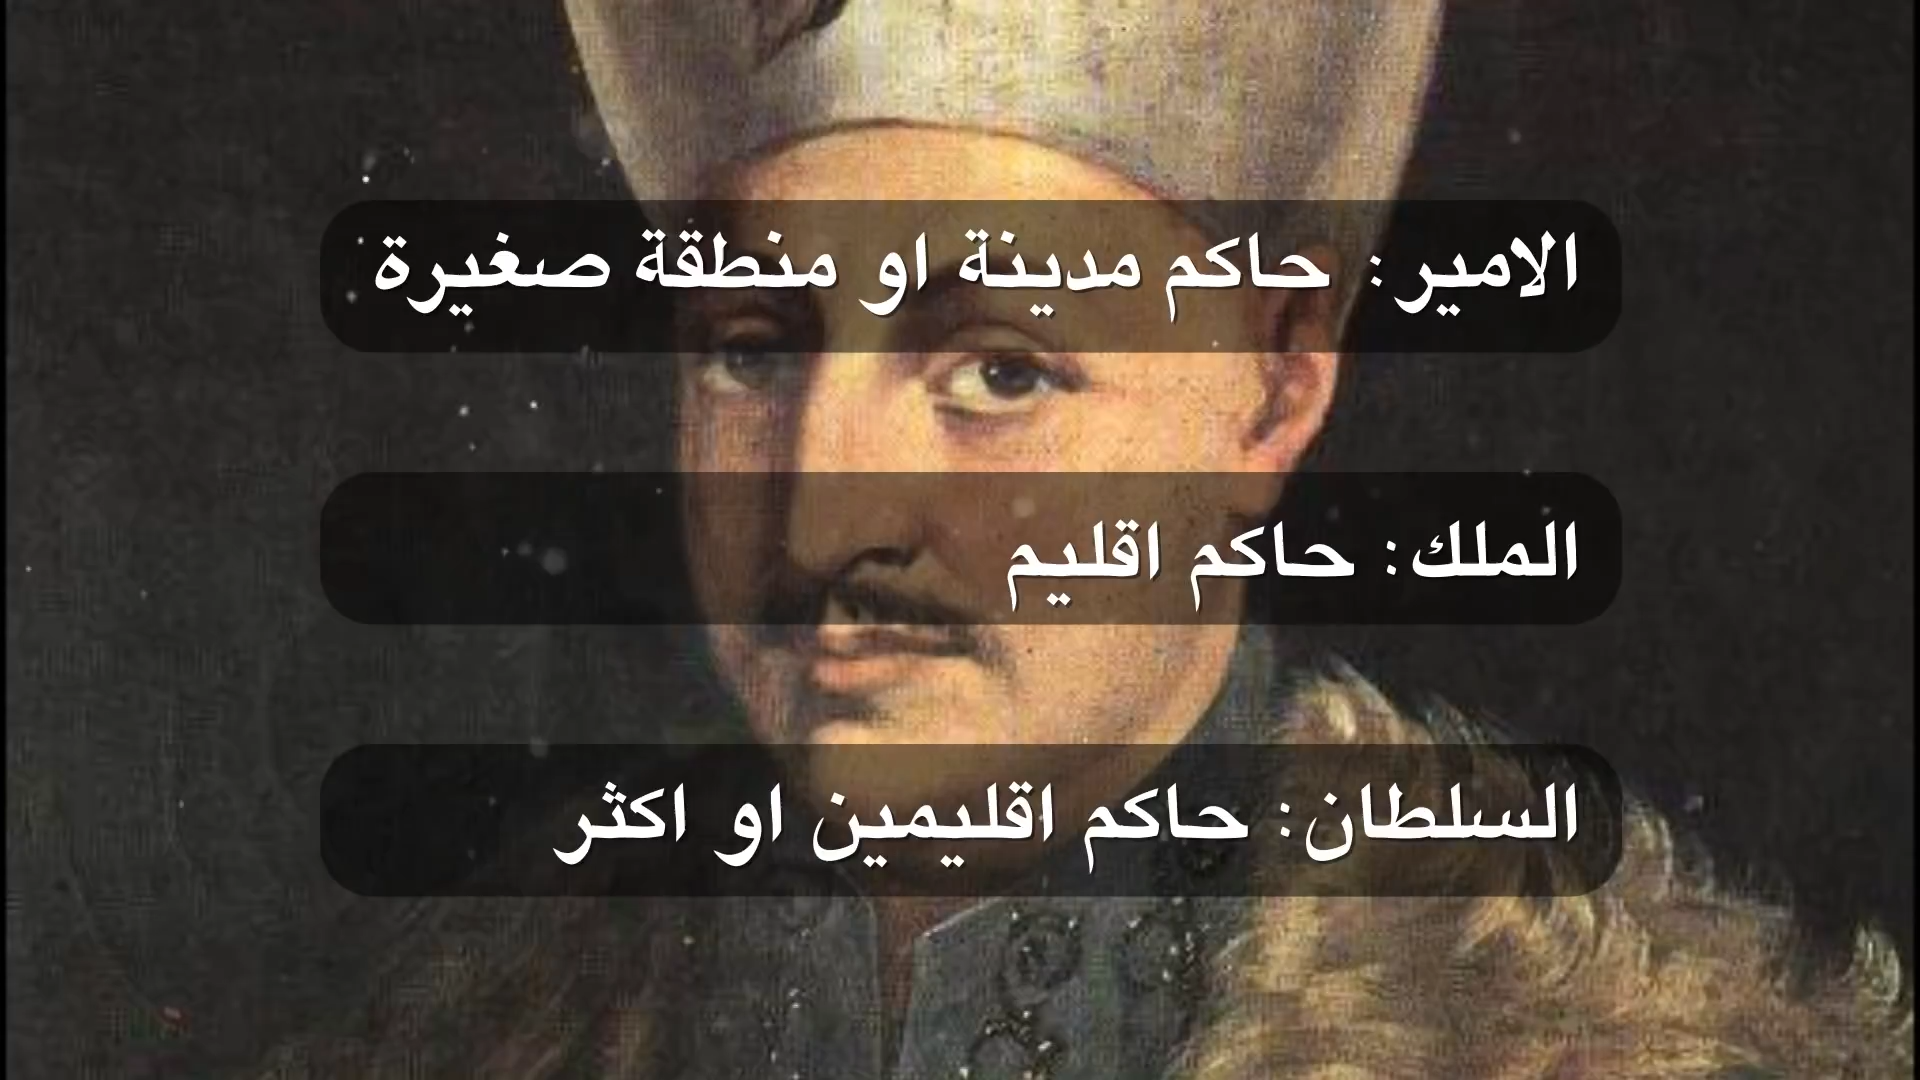 الامير: حاكم مدينة او منطقة صغيرة
الملك: حاكم اقليم
السلطان: حاكم اقليمين او اكثر